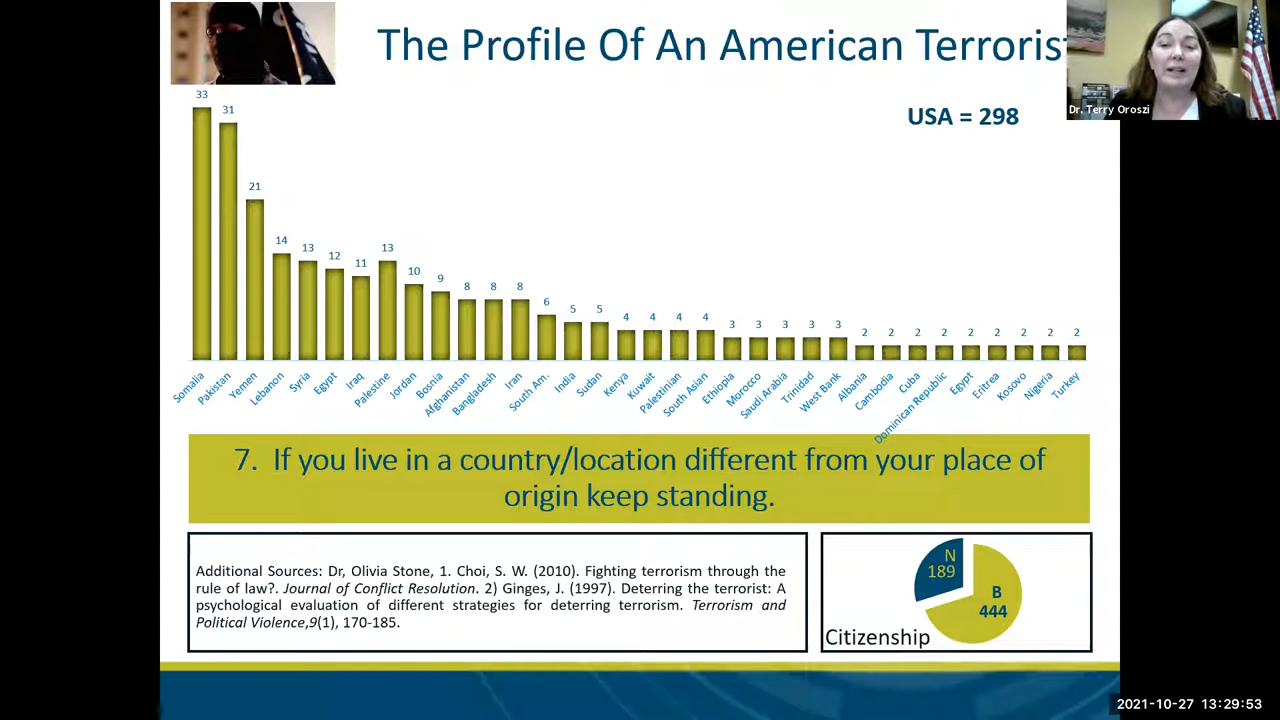 The Profile Of An American Terroris
Dr. Terry Oroszi
USA = 298
33
31
21
14
13
12
11
13
10
9
8
8
8
6
5
5
4
4
4
4
3
3
3
3
3
2
2
2
2
2
2
2
2
2
Somalia
Pakistan
Yemen
Lebanon
Syria
Egypt
Iraq
Palestine
Jordan
Bosnia
Afghanistan
Bangladesh
Iran
South Am.
India
Sudan
Kenya
Kuwait
Palestinian
South Asian
Ethiopia
Morocco
Saudi Arabia
Trinidad
West Bank
Albania
Cambodia
Cuba
Dominican Republic
Egypt
Eritrea
Kosovo
Nigeria
Turkey
7. If you live in a country/location different from your place of
origin keep standing.
Additional Sources: Dr, Olivia Stone, 1. Choi, S. W. (2010). Fighting terrorism through the
rule of law?. Journal of Conflict Resolution. 2) Ginges, J. (1997). Deterring the terrorist: A
psychological evaluation of different strategies for deterring terrorism. Terrorism and
Political Violence,9(1), 170-185.
N
189
B
444
Citizenship
2021-10-27 13:29:53